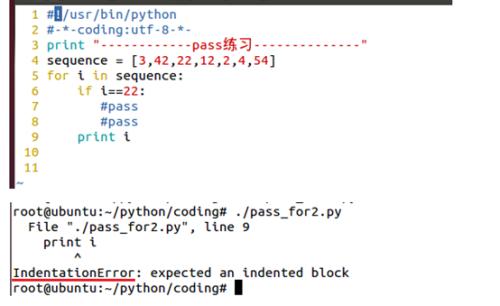 1 #!/usr/bin/python
2 #-*-coding:utf-8-*-
3 print "------------pass练习--------------"
4 sequence = [3,42,22,12,2,4,54]
5 for i in sequence:
6     if i==22:
7        #pass
8        #pass
9     print i
10
11
~
root@ubuntu:~/python/coding# ./pass_for2.py
  File "./pass_for2.py", line 9
    print i
        ^
IndentationError: expected an indented block
root@ubuntu:~/python/coding#